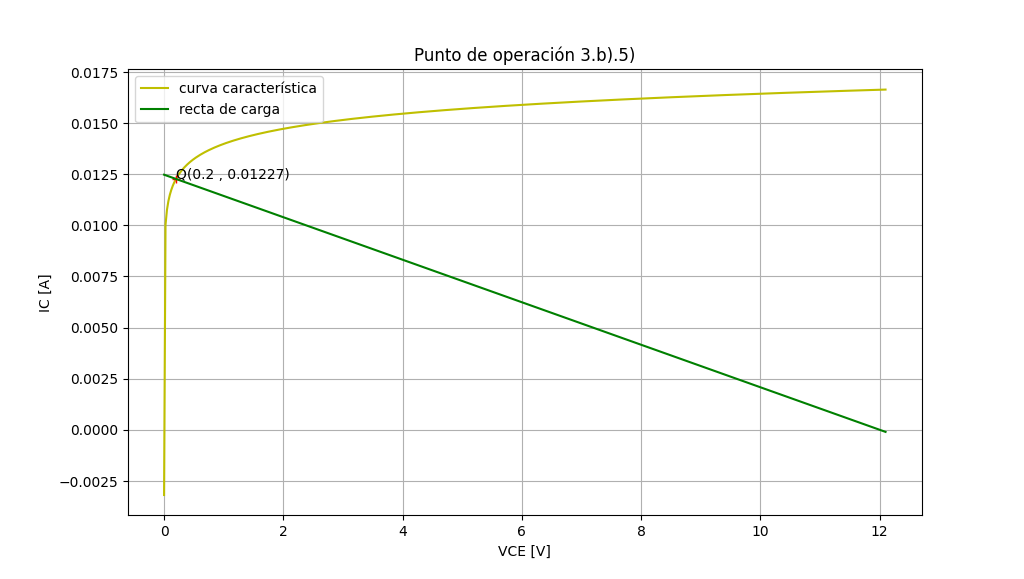 Punto de operación 3.b).5)
curva característica
recta de carga
Q(0.2 , 0.01227)
0.0175
0.0150
0.0125
0.0100
0.0075
0.0050
0.0025
0.0000
−0.0025
IC [A]
0 2 4 6 8 10 12
VCE [V]